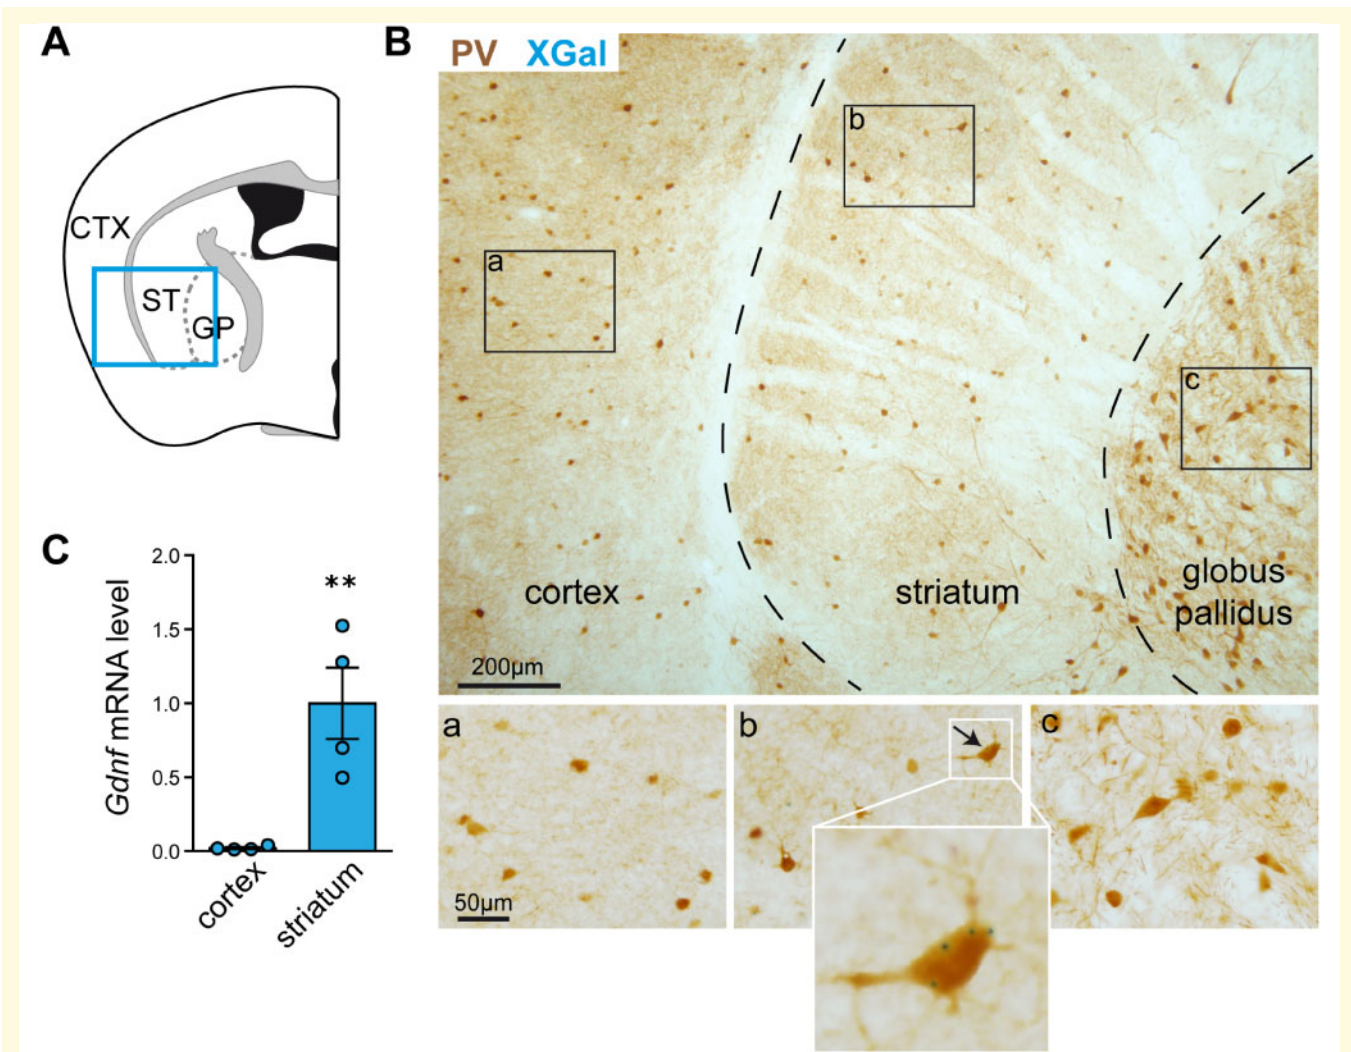 A
CTX
ST
GP
B
PV XGal
a
b
c
cortex
striatum
globus
pallidus
200µm
a
50µm
b
c
C
Gdnf mRNA level
2.0
1.5
1.0
0.5
0.0
**
cortex
striatum